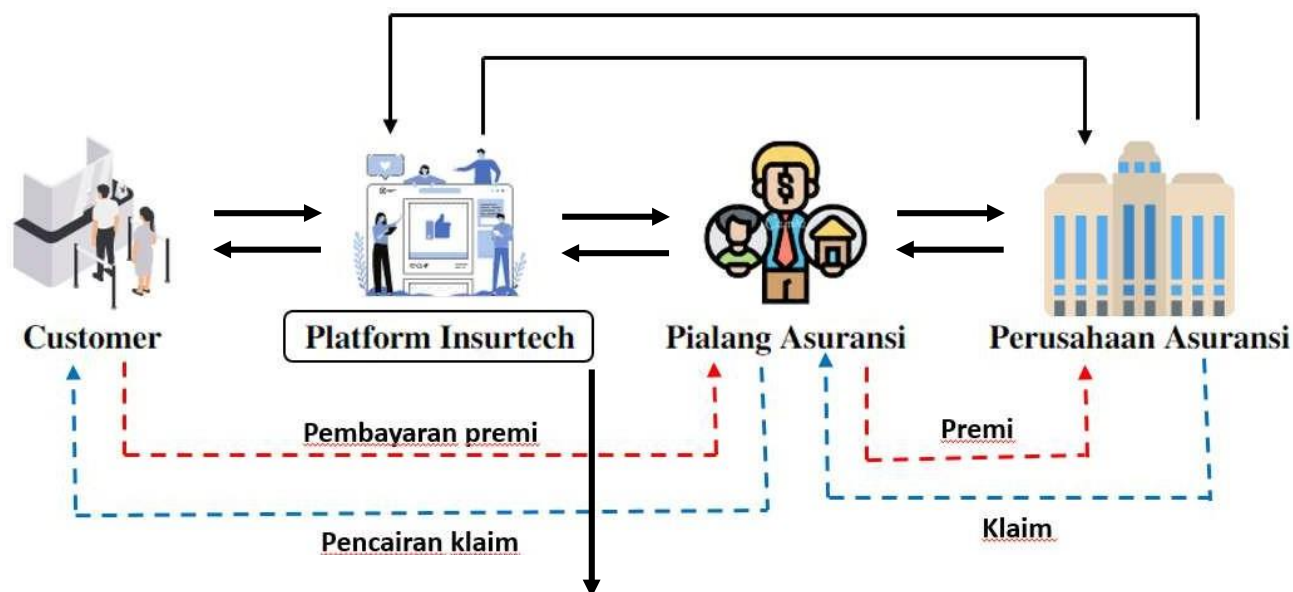 Customer
Platform Insurtech
Pialang Asuransi
Perusahaan Asuransi
Pembayaran premi
Premi
Pencairan klaim
Klaim